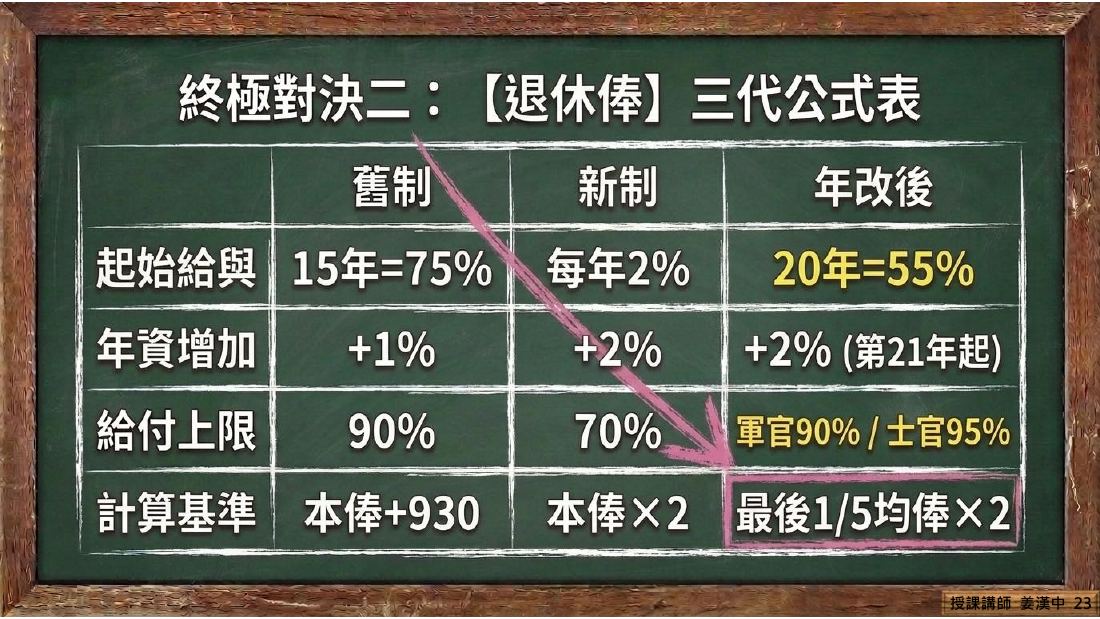 終極對決二：【退休俸】三代公式表
舊制 新制 年改後
起始給與 15年=75% 每年2% 20年=55%
年資增加 +1% +2% +2% (第21年起)
給付上限 90% 70% 軍官90% / 士官95%
計算基準 本俸+930 本俸×2 最後1/5均俸×2
授課講師 姜漢中 23